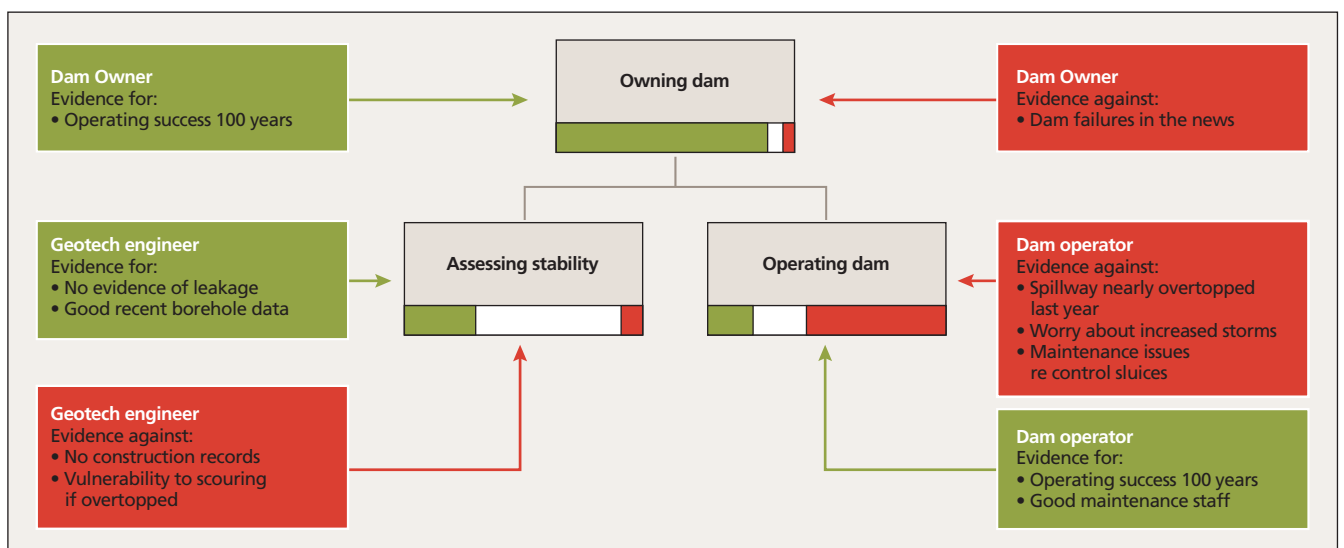 Dam Owner
Evidence for:
• Operating success 100 years
Owning dam
Dam Owner
Evidence against:
• Dam failures in the news
Geotech engineer
Evidence for:
• No evidence of leakage
• Good recent borehole data
Assessing stability
Operating dam
Dam operator
Evidence against:
• Spillway nearly overtopped
last year
• Worry about increased storms
• Maintenance issues
re control sluices
Geotech engineer
Evidence against:
• No construction records
• Vulnerability to scouring
if overtopped
Dam operator
Evidence for:
• Operating success 100 years
• Good maintenance staff